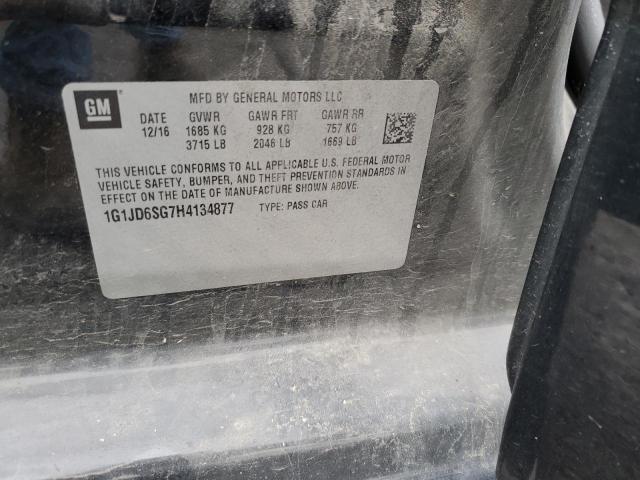 GM
MFD BY GENERAL MOTORS LLC
DATE GVWR GAWR FRT GAWR RR
12/16 1685 KG 928 KG 757 KG
3715 LB 2046 LB 1669 LB
THIS VEHICLE CONFORMS TO ALL APPLICABLE U.S. FEDERAL MOTOR
VEHICLE SAFETY, BUMPER, AND THEFT PREVENTION STANDARDS IN
EFFECT ON THE DATE OF MANUFACTURE SHOWN ABOVE.
1G1JD6SG7H4134877 TYPE: PASS CAR